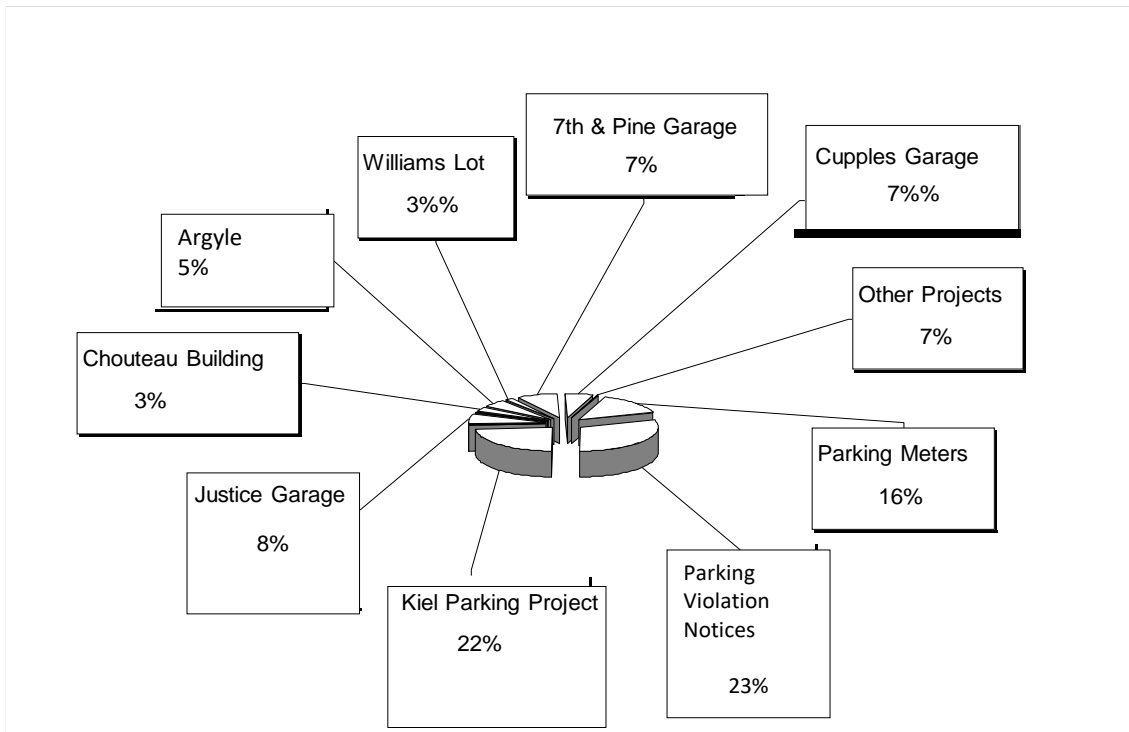 7th & Pine Garage
7%
Cupples Garage
7%%
Williams Lot
3%%
Argyle
5%
Other Projects
7%
Chouteau Building
3%
Parking Meters
16%
Justice Garage
8%
Kiel Parking Project
22%
Parking
Violation
Notices
23%